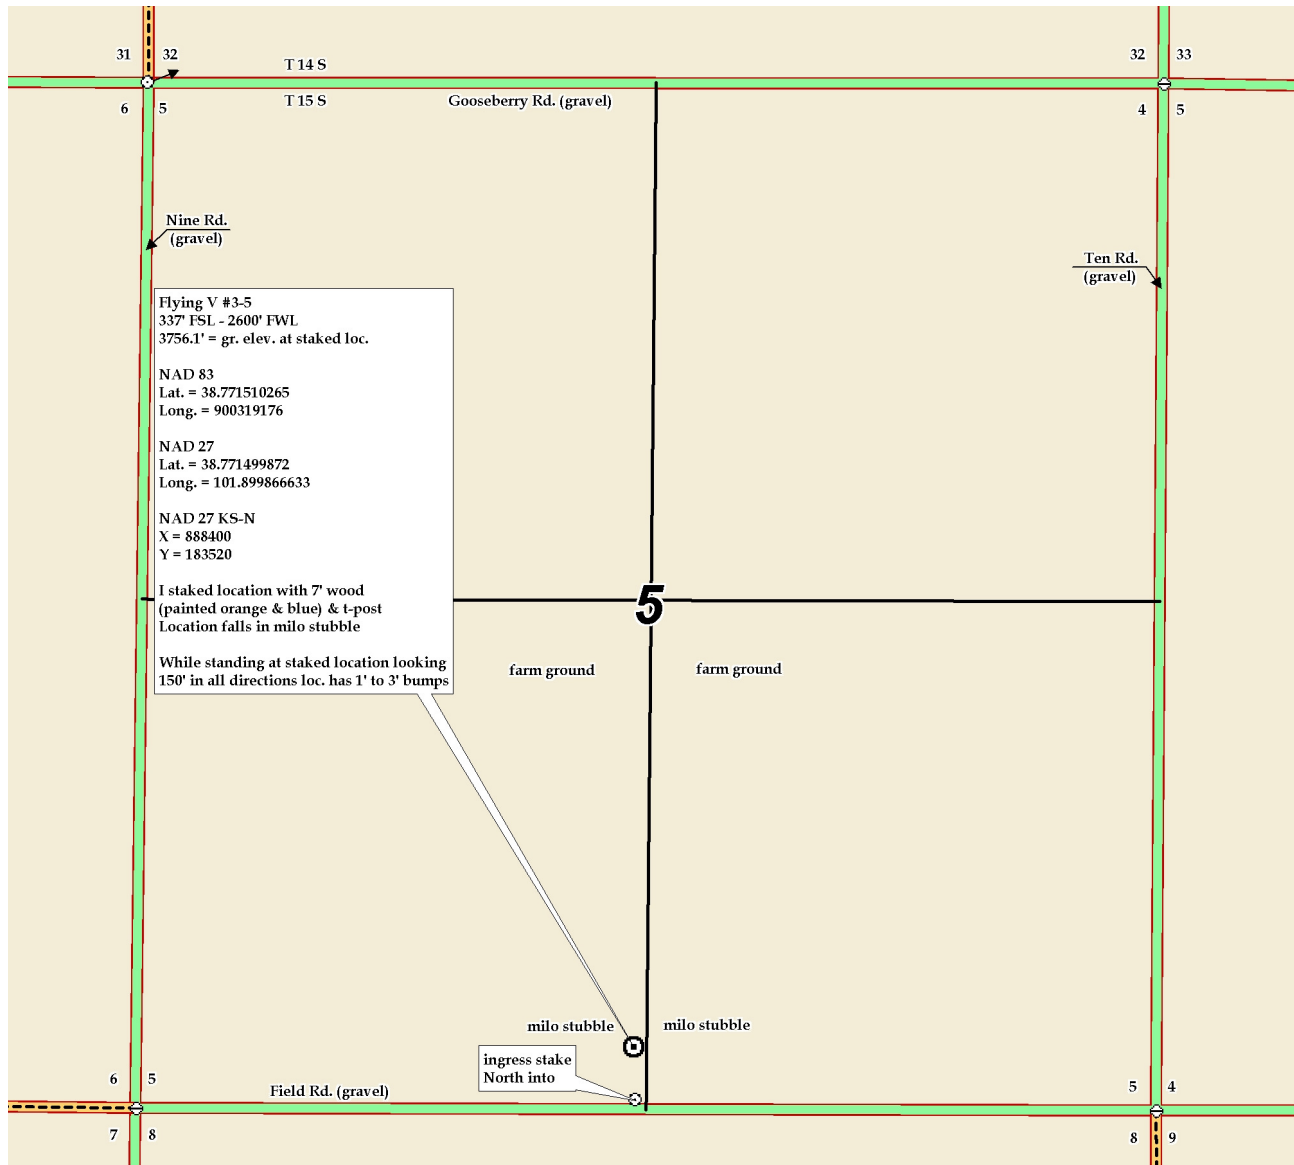 31 32
32 33
T 14 S
T 15 S
Gooseberry Rd. (gravel)
6 5
4 5
Nine Rd.
(gravel)
Ten Rd.
(gravel)
Flying V #3-5
337' FSL - 2600' FWL
3756.1' = gr. elev. at staked loc.
NAD 83
Lat. = 38.771510265
Long. = 900319176
NAD 27
Lat. = 38.771499872
Long. = 101.899866633
NAD 27 KS-N
X = 888400
Y = 183520
I staked location with 7' wood
(painted orange & blue) & t-post
Location falls in milo stubble
While standing at staked location looking
150' in all directions loc. has 1' to 3' bumps
5
farm ground
farm ground
milo stubble
milo stubble
ingress stake
North into
6 5
5 4
Field Rd. (gravel)
7 8
8 9